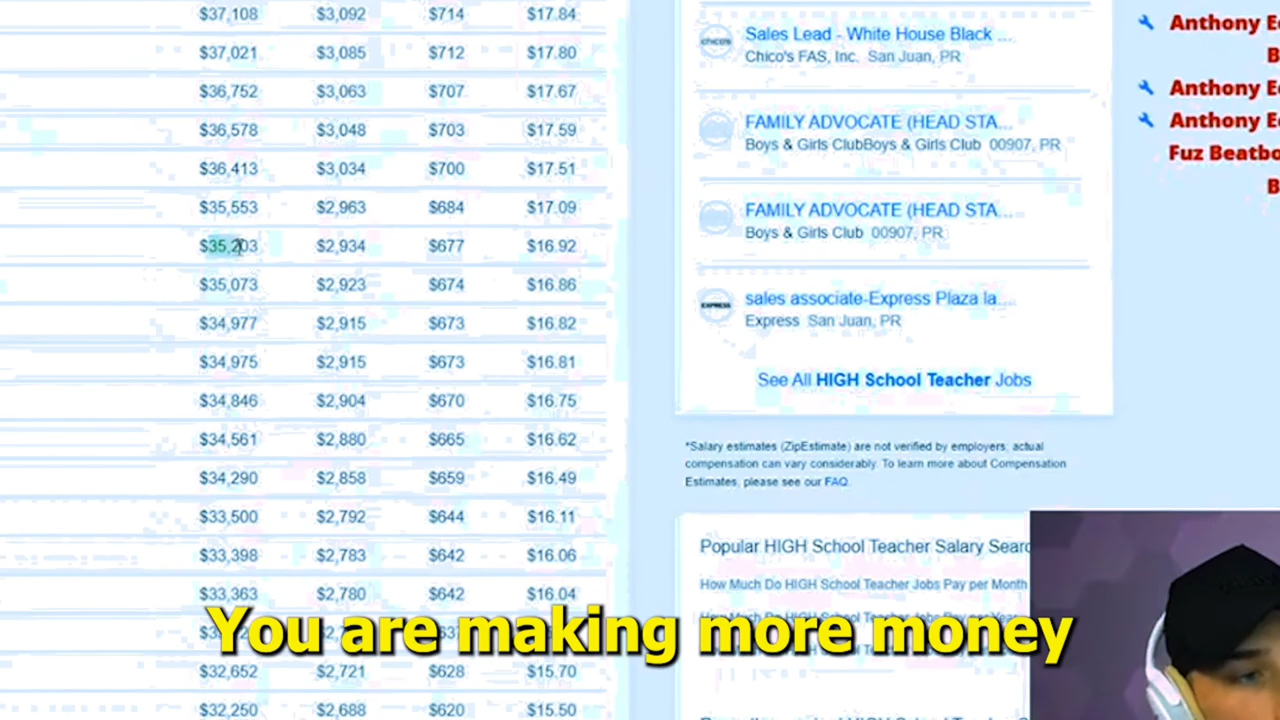 $37,108 $3,092 $714 $17.84
$37,021 $3,085 $712 $17.80
$36,752 $3,063 $707 $17.67
$36,578 $3,048 $703 $17.59
$36,413 $3,034 $700 $17.51
$35,553 $2,963 $684 $17.09
$35,203 $2,934 $677 $16.92
$35,073 $2,923 $674 $16.86
$34,977 $2,915 $673 $16.82
$34,975 $2,915 $673 $16.81
$34,846 $2,904 $670 $16.75
$34,561 $2,880 $665 $16.62
$34,290 $2,858 $659 $16.49
$33,500 $2,792 $644 $16.11
$33,398 $2,783 $642 $16.06
$33,363 $2,780 $642 $16.04
$32,652 $2,721 $628 $15.70
$32,250 $2,688 $620 $15.50
Sales Lead - White House Black ...
Chico's FAS, Inc. San Juan, PR
FAMILY ADVOCATE (HEAD STA...
Boys & Girls ClubBoys & Girls Club 00907, PR
FAMILY ADVOCATE (HEAD STA...
Boys & Girls Club 00907, PR
EXPRESS
sales associate-Express Plaza la...
Express San Juan, PR
See All HIGH School Teacher Jobs
*Salary estimates (ZipEstimate) are not verified by employers, actual
compensation can vary considerably. To learn more about Compensation
Estimates, please see our FAQ.
Popular HIGH School Teacher Salary Sear
How Much Do HIGH School Teacher Jobs Pay per Month
Anthony E
B
Anthony E
Anthony E
Fuz Beatbo
B
You are making more money